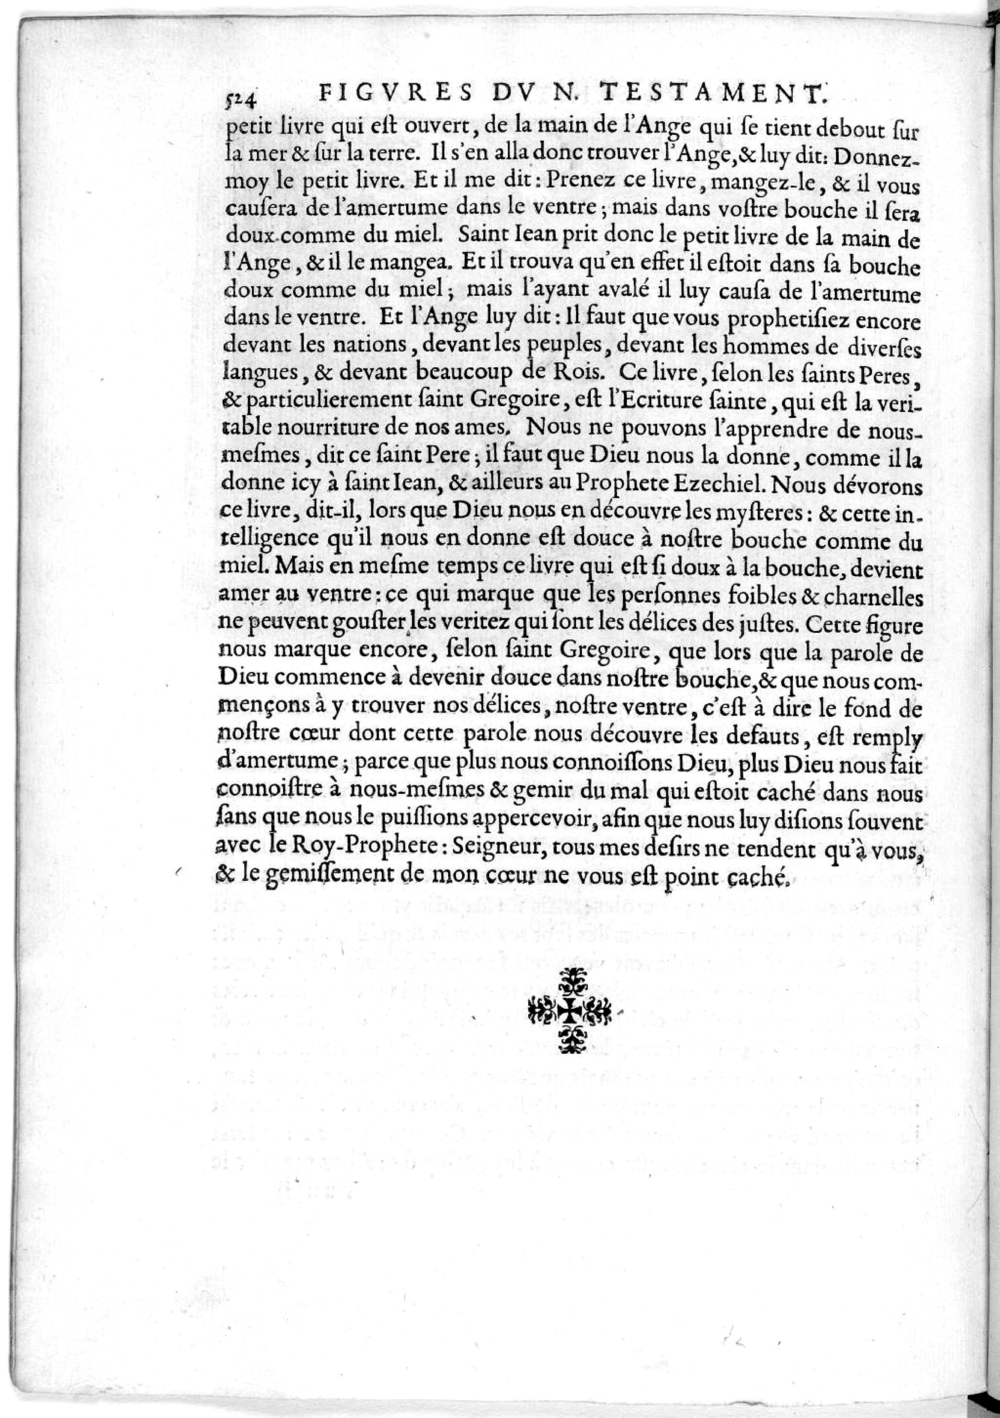 524 FIGVRES DV N. TESTAMENT.
petit livre qui eſt ouvert, de la main de l'Ange qui ſe tient debout ſur
la mer & ſur la terre. Il s'en alla donc trouver l'Ange, & luy dit: Donnez-
moy le petit livre. Et il me dit: Prenez ce livre, mangez-le, & il vous
cauſera de l'amertume dans le ventre; mais dans voſtre bouche il ſera
doux comme du miel. Saint Iean prit donc le petit livre de la main de
l'Ange, & il le mangea. Et il trouva qu'en effet il eſtoit dans ſa bouche
doux comme du miel; mais l'ayant avalé il luy cauſa de l'amertume
dans le ventre. Et l'Ange luy dit: Il faut que vous prophetiſiez encore
devant les nations, devant les peuples, devant les hommes de diverſes
langues, & devant beaucoup de Rois. Ce livre, ſelon les ſaints Peres,
& particulierement ſaint Gregoire, eſt l'Ecriture ſainte, qui eſt la veri-
table nourriture de nos ames. Nous ne pouvons l'apprendre de nous-
meſmes, dit ce ſaint Pere; il faut que Dieu nous la donne, comme il la
donne icy à ſaint Iean, & ailleurs au Prophete Ezechiel. Nous dévorons
ce livre, dit-il, lors que Dieu nous en découvre les myſteres: & cette in-
telligence qu'il nous en donne eſt douce à noſtre bouche comme du
miel. Mais en meſme temps ce livre qui eſt ſi doux à la bouche, devient
amer au ventre: ce qui marque que les perſonnes foibles & charnelles
ne peuvent gouſter les veritez qui ſont les délices des juſtes. Cette figure
nous marque encore, ſelon ſaint Gregoire, que lors que la parole de
Dieu commence à devenir douce dans noſtre bouche, & que nous com-
mençons à y trouver nos délices, noſtre ventre, c'eſt à dire le fond de
noſtre cœur dont cette parole nous découvre les defauts, eſt remply
d'amertume; parce que plus nous connoiſſons Dieu, plus Dieu nous fait
connoiſtre à nous-meſmes & gemir du mal qui eſtoit caché dans nous
ſans que nous le puiſſions appercevoir, afin que nous luy diſions ſouvent
avec le Roy-Prophete: Seigneur, tous mes deſirs ne tendent qu'à vous,
& le gemiſſement de mon cœur ne vous eſt point caché.